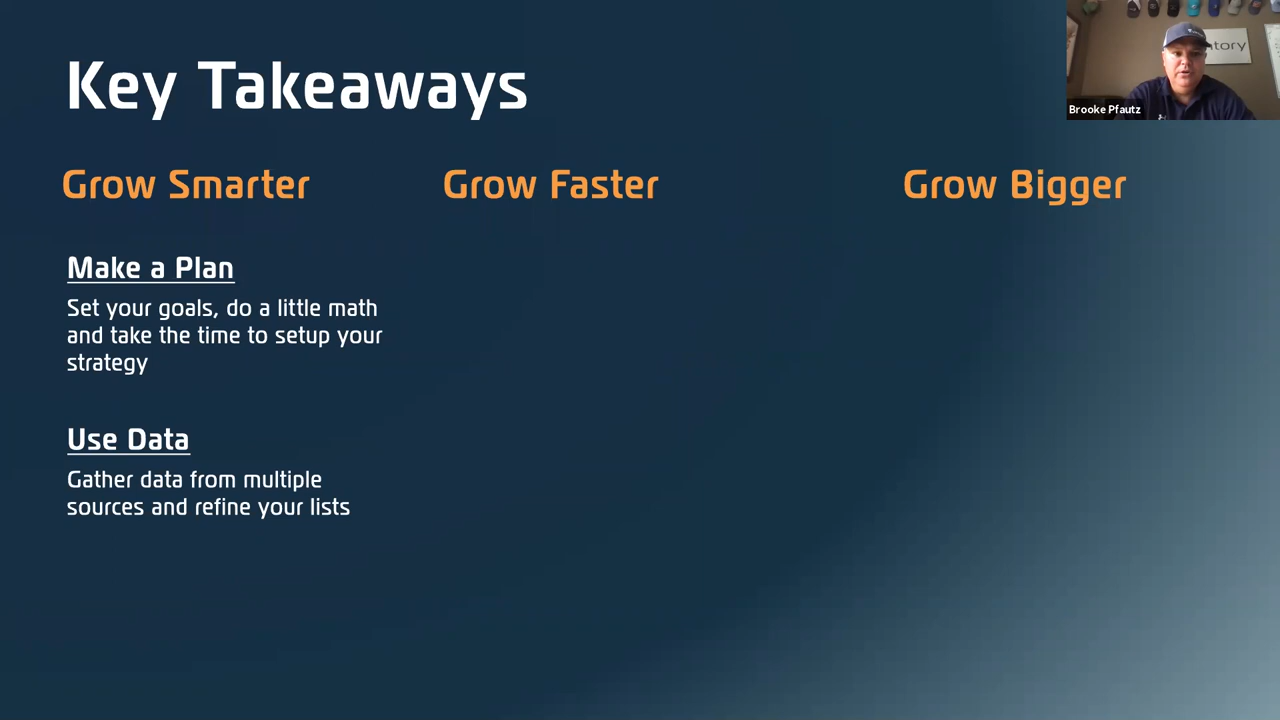 Key Takeaways
Brooke Pfautz
Grow Smarter
Grow Faster
Grow Bigger
Make a Plan
Set your goals, do a little math
and take the time to setup your
strategy
Use Data
Gather data from multiple
sources and refine your lists